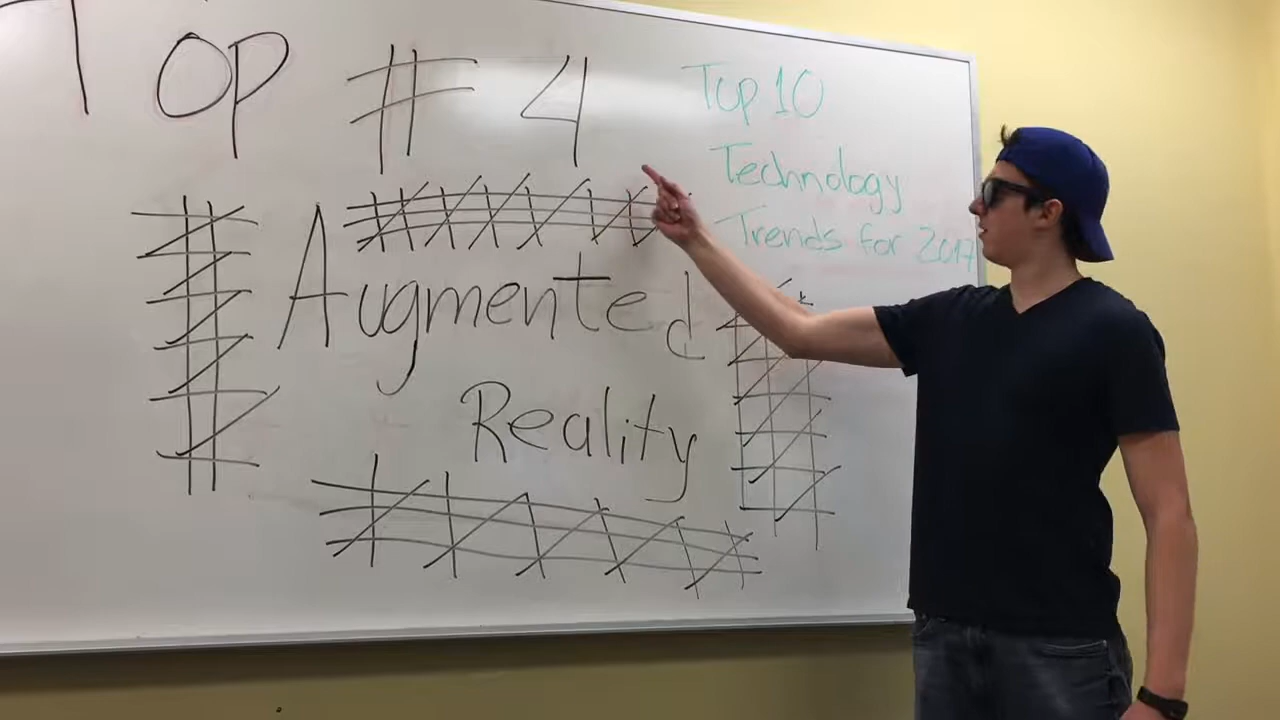 Top # 4
Top 10
Technology
Trends for 2017
Augmented
Reality